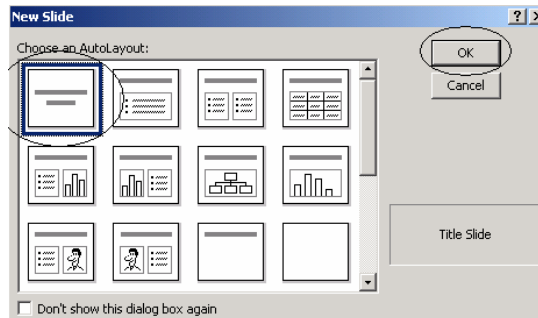 New Slide
Choose an AutoLayout:
OK
Cancel
Title Slide
Don't show this dialog box again